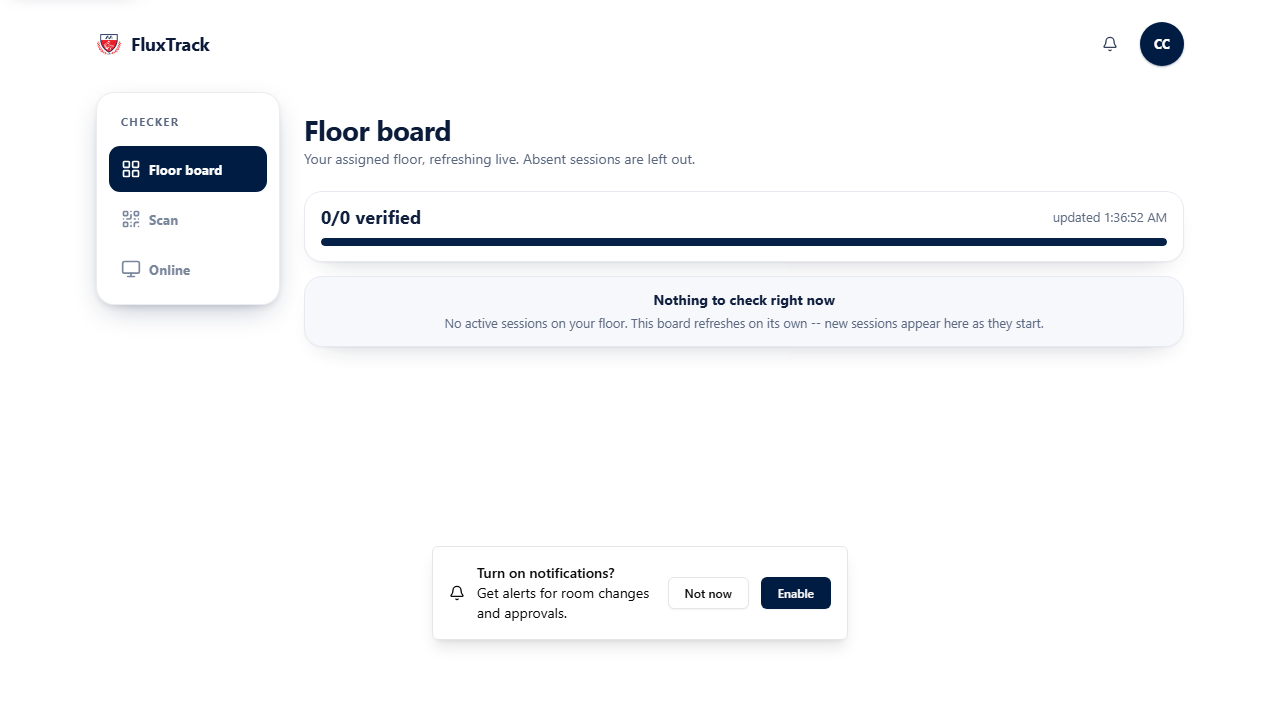 FluxTrack
CC
CHECKER
Floor board
Scan
Online
Floor board
Your assigned floor, refreshing live. Absent sessions are left out.
0/0 verified
updated 1:36:52 AM
Nothing to check right now
No active sessions on your floor. This board refreshes on its own -- new sessions appear here as they start.
Turn on notifications?
Get alerts for room changes
and approvals.
Not now
Enable